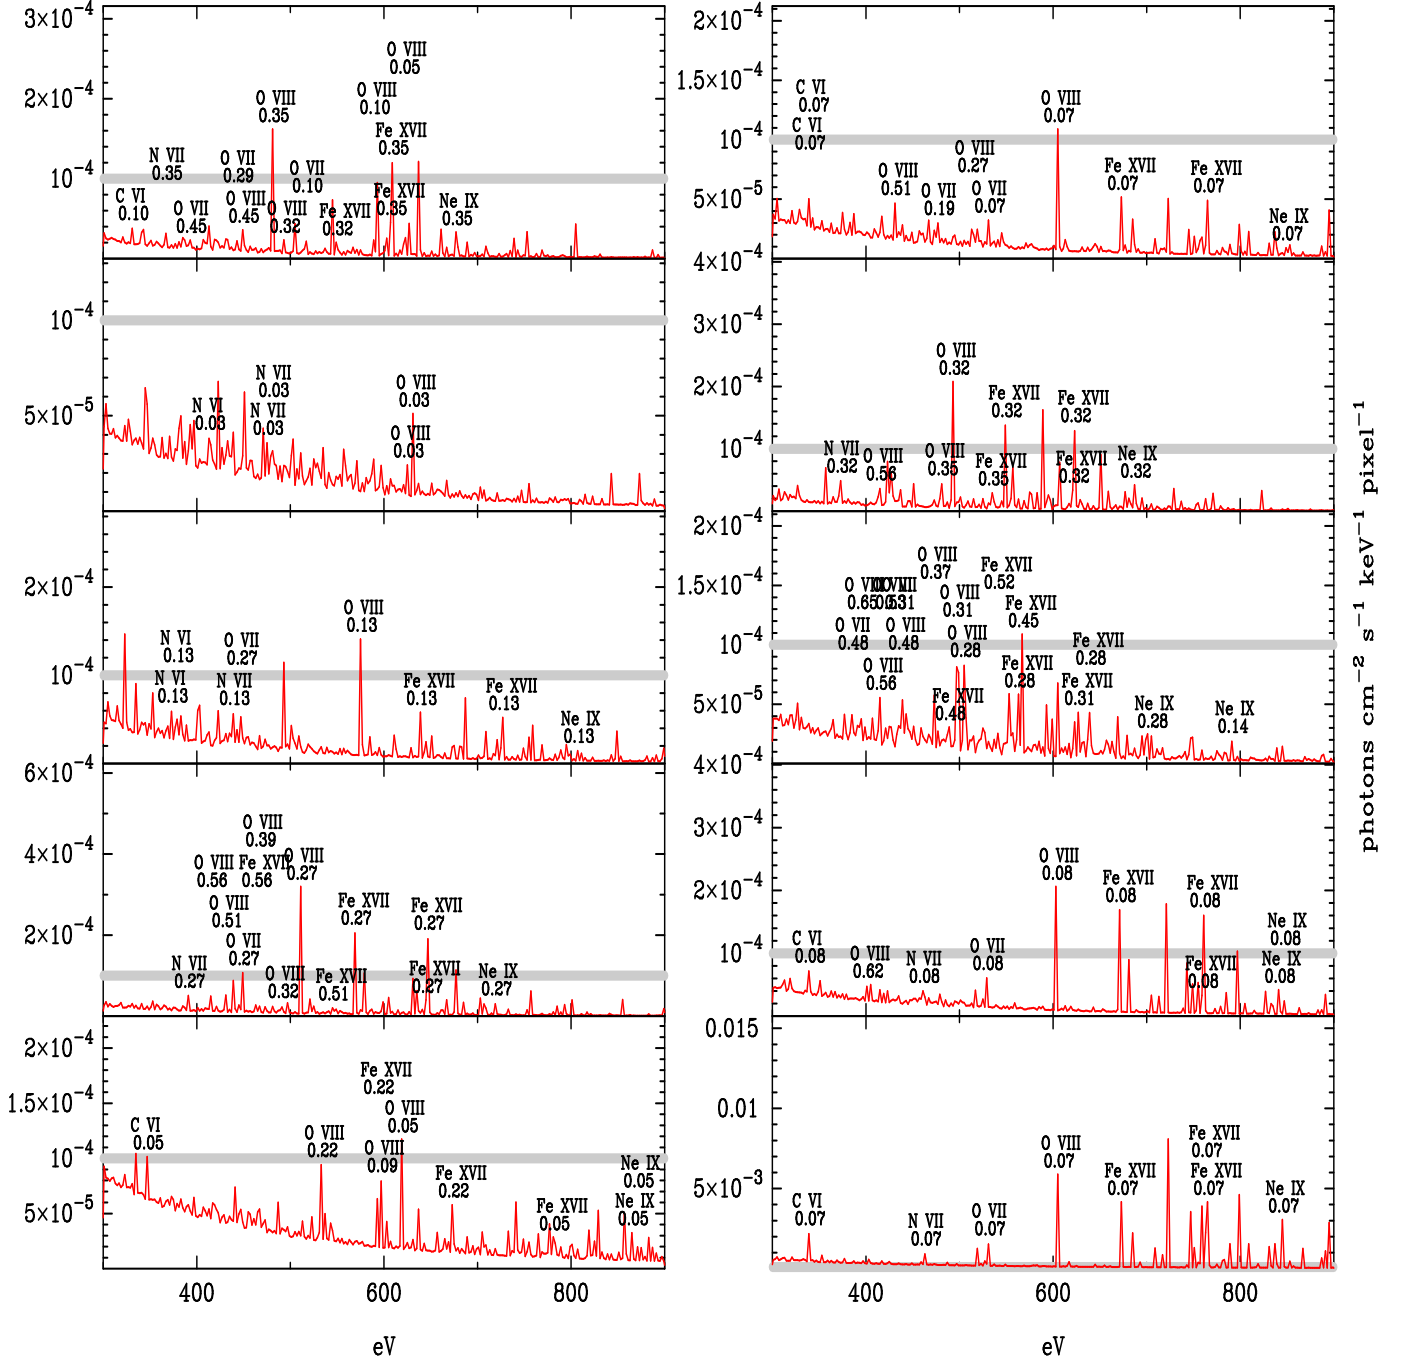 3×10⁻⁴
2×10⁻⁴
10⁻⁴
O VIII
0.05
O VIII
0.10
O VIII
0.35
Fe XVII
0.35
N VII
0.35
O VII
0.29
O VII
0.10
C VI
0.10
O VII
0.45
O VIII
0.45
O VIII
0.32
Fe XVII
0.32
Fe XVII
0.35
Ne IX
0.35
2×10⁻⁴
1.5×10⁻⁴
10⁻⁴
5×10⁻⁵
C VI
0.07
C VI
0.07
O VIII
0.07
O VIII
0.27
O VIII
0.51
O VII
0.19
O VII
0.07
Fe XVII
0.07
Fe XVII
0.07
Ne IX
0.07
10⁻⁴
5×10⁻⁵
N VI
0.03
N VII
0.03
N VII
0.03
O VIII
0.03
O VIII
0.03
4×10⁻⁴
3×10⁻⁴
2×10⁻⁴
10⁻⁴
O VIII
0.32
Fe XVII
0.32
Fe XVII
0.32
N VII
0.32
O VIII
0.56
O VIII
0.35
Fe XVII
0.35
Fe XVII
0.32
Ne IX
0.32
2×10⁻⁴
10⁻⁴
O VIII
0.13
N VI
0.13
O VII
0.27
N VI
0.13
N VII
0.13
Fe XVII
0.13
Fe XVII
0.13
Ne IX
0.13
2×10⁻⁴
1.5×10⁻⁴
10⁻⁴
5×10⁻⁵
O VIII
0.37
Fe XVII
0.52
O VIII
0.31
Fe XVII
0.45
O VII
0.48
O VIII
0.48
O VIII
0.28
Fe XVII
0.28
O VIII
0.56
Fe XVII
0.28
Fe XVII
0.31
Fe XVII
0.48
Ne IX
0.28
Ne IX
0.14
6×10⁻⁴
4×10⁻⁴
2×10⁻⁴
O VIII
0.39
O VIII
0.56
Fe XVII
0.56
O VIII
0.27
O VIII
0.51
Fe XVII
0.27
Fe XVII
0.27
O VII
0.27
N VII
0.27
O VIII
0.32
Fe XVII
0.51
Fe XVII
0.27
Ne IX
0.27
4×10⁻⁴
3×10⁻⁴
2×10⁻⁴
10⁻⁴
O VIII
0.08
Fe XVII
0.08
Fe XVII
0.08
Ne IX
0.08
C VI
0.08
O VIII
0.62
N VII
0.08
O VII
0.08
Fe XVII
0.08
Ne IX
0.08
2×10⁻⁴
1.5×10⁻⁴
10⁻⁴
5×10⁻⁵
Fe XVII
0.22
O VIII
0.05
C VI
0.05
O VIII
0.22
O VIII
0.09
Fe XVII
0.22
Ne IX
0.05
Fe XVII
0.05
Ne IX
0.05
0.015
0.01
5×10⁻³
O VIII
0.07
Fe XVII
0.07
Fe XVII
0.07
Fe XVII
0.07
C VI
0.07
N VII
0.07
O VII
0.07
Ne IX
0.07
400 600 800
400 600 800
eV
eV
photons cm⁻² s⁻¹ keV⁻¹ pixel⁻¹